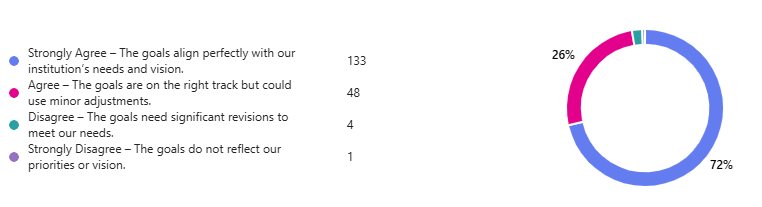 Strongly Agree – The goals align perfectly with our
institution's needs and vision.
133
Agree – The goals are on the right track but could
use minor adjustments.
48
Disagree – The goals need significant revisions to
meet our needs.
4
Strongly Disagree – The goals do not reflect our
priorities or vision.
1
26%
72%